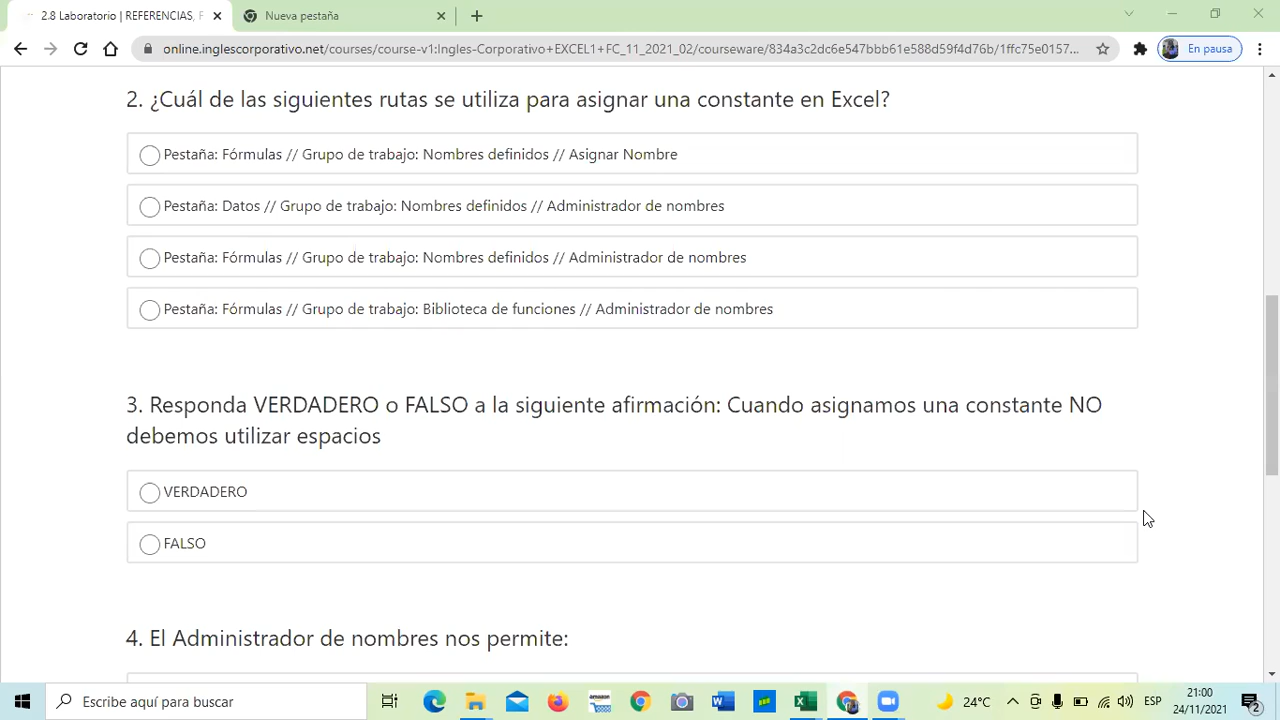 2.8 Laboratorio | REFERENCIAS, F
Nueva pestaña
online.inglescorporativo.net/courses/course-v1:Ingles-Corporativo+EXCEL1+FC_11_2021_02/courseware/834a3c2dc6e547bbb61e588d59f4d76b/1ffc75e0157...
En pausa
2. ¿Cuál de las siguientes rutas se utiliza para asignar una constante en Excel?
Pestaña: Fórmulas // Grupo de trabajo: Nombres definidos // Asignar Nombre
Pestaña: Datos // Grupo de trabajo: Nombres definidos // Administrador de nombres
Pestaña: Fórmulas // Grupo de trabajo: Nombres definidos // Administrador de nombres
Pestaña: Fórmulas // Grupo de trabajo: Biblioteca de funciones // Administrador de nombres
3. Responda VERDADERO o FALSO a la siguiente afirmación: Cuando asignamos una constante NO
debemos utilizar espacios
VERDADERO
FALSO
4. El Administrador de nombres nos permite:
Escribe aquí para buscar
amazon
24°C
ESP
21:00
24/11/2021
2